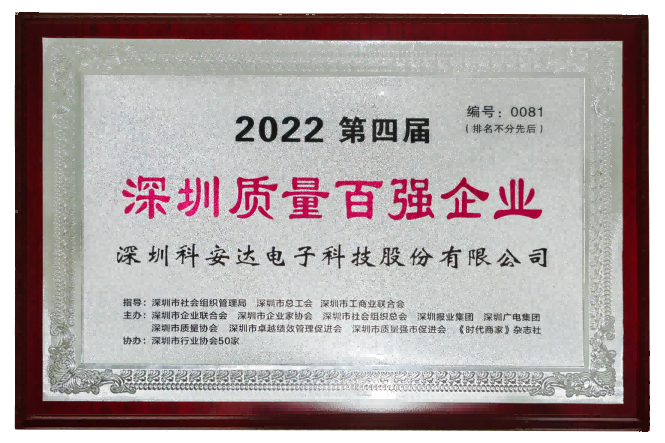 编号：0081
2022 第四届
（排名不分先后）
深圳质量百强企业
深圳科安达电子科技股份有限公司
指导：深圳市社会组织管理局 深圳市总工会 深圳市工商业联合会
主办：深圳市企业联合会 深圳市企业家协会 深圳市社会组织总会 深圳报业集团 深圳广电集团
深圳市质量协会 深圳市卓越绩效管理促进会 深圳市质量强市促进会 《时代商家》杂志社
协办：深圳市行业协会50家